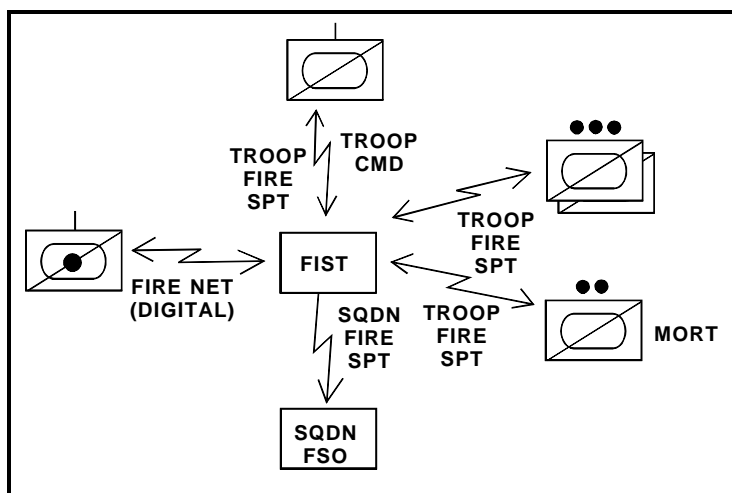 TROOP
FIRE
SPT
TROOP
CMD
TROOP
FIRE
SPT
FIRE NET
(DIGITAL)
FIST
SQDN
FIRE
SPT
TROOP
FIRE
SPT
MORT
SQDN
FSO